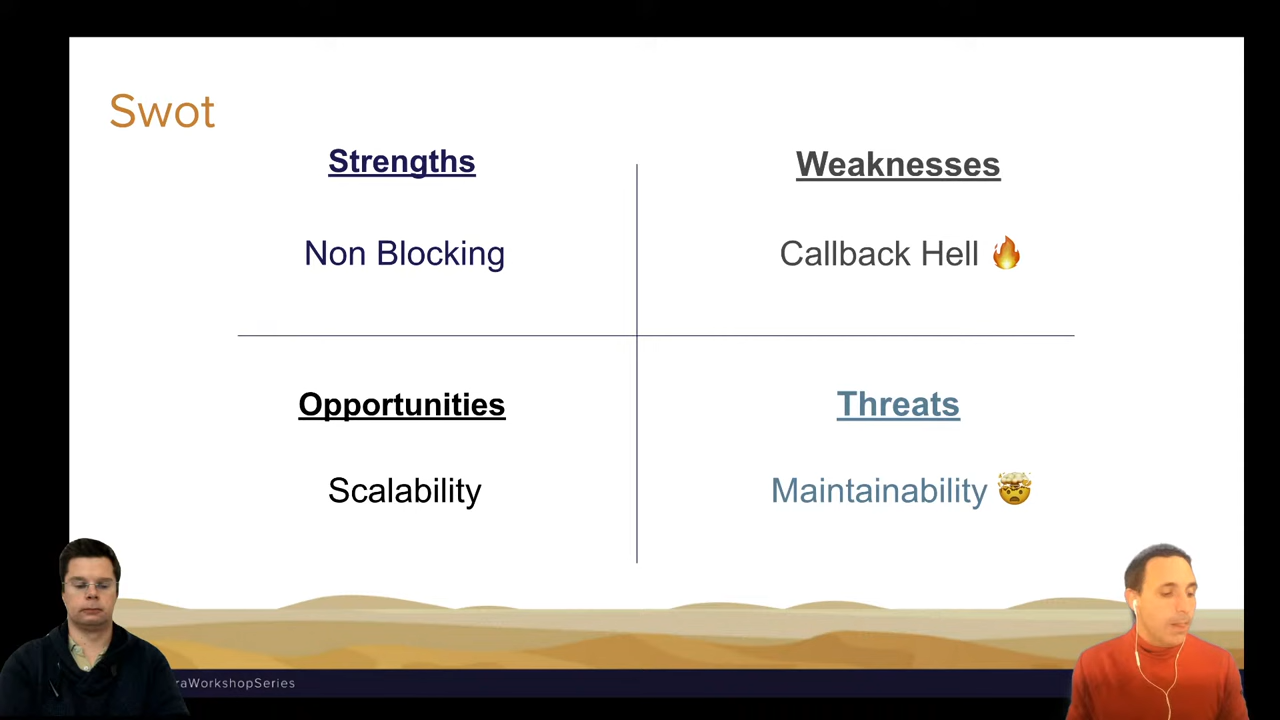 Swot
Strengths
Weaknesses
Non Blocking
Callback Hell 🔥
Opportunities
Threats
Scalability
Maintainability 🤯
raWorkshopSeries